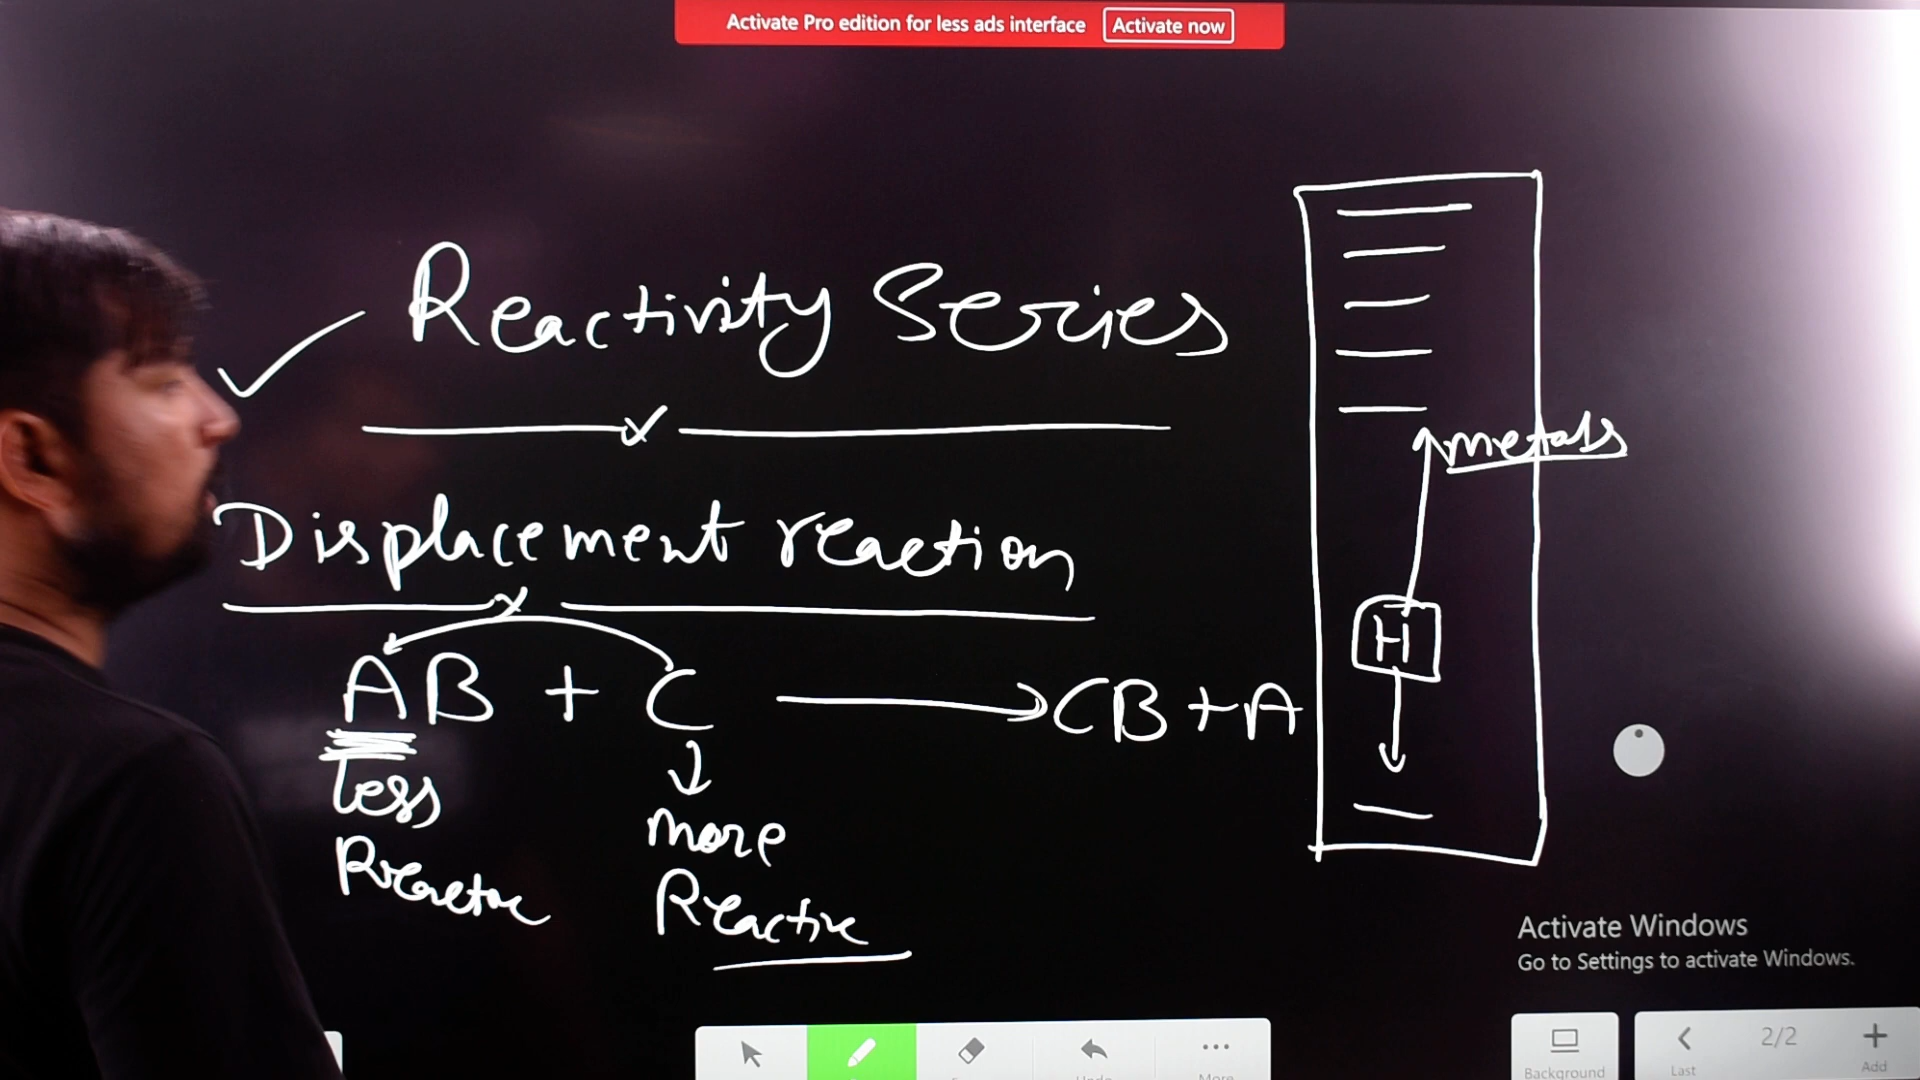 Activate Pro edition for less ads interface Activate now
Reactivity Series
metals
Displacement reaction
H
AB + C → CB + A
less
more
Reactive
Activate Windows
Go to Settings to activate Windows.
2/2
Background
Last
Add